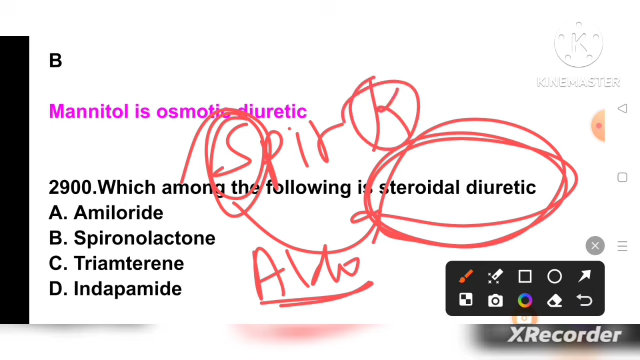 B
KINEMASTER
Mannitol is osmotic diuretic
Spir K
2900.Which among the following is steroidal diuretic
A. Amiloride
B. Spironolactone
C. Triamterene
D. Indapamide
Aldo
XRecorder